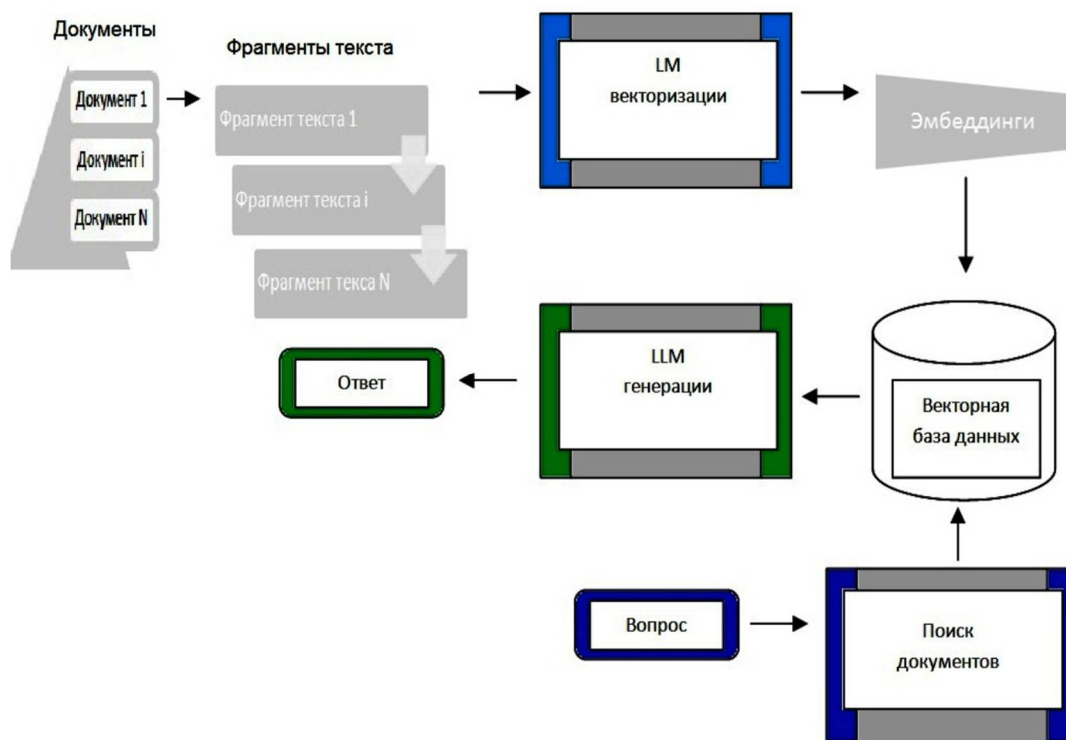 Документы
Фрагменты текста
Документ 1
Документ i
Документ N
Фрагмент текста 1
Фрагмент текста i
Фрагмент текса N
LM
векторизации
Эмбеддинги
Векторная
база данных
LLM
генерации
Ответ
Вопрос
Поиск
документов